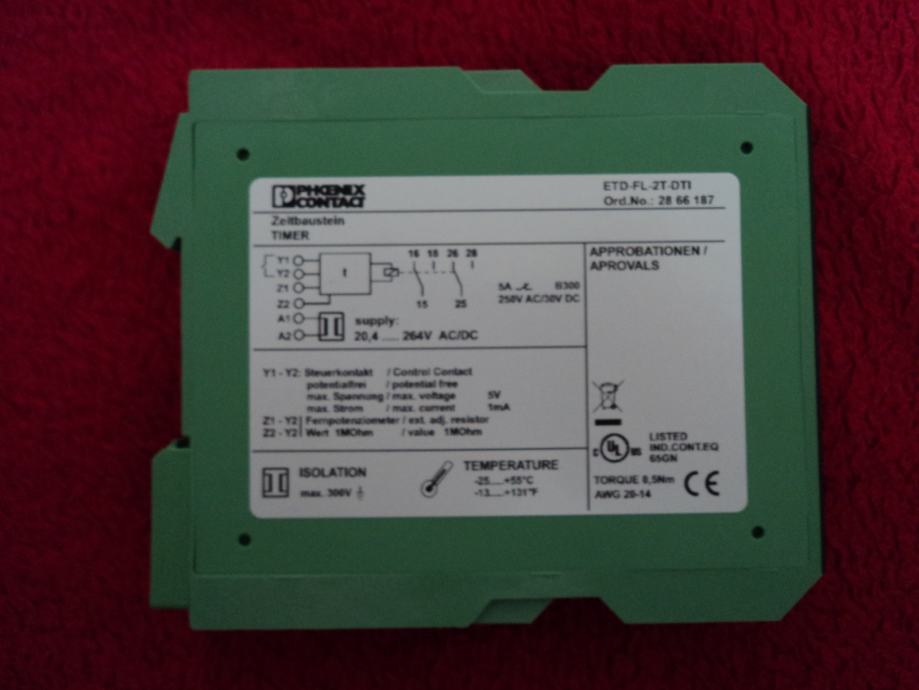 PHŒNIX
CONTACT
ETD-FL-2T-DTI
Ord.No.: 28 66 187
Zeitbaustein
TIMER
Y1
Y2
Z1
Z2
A1
A2
t
16 18 26 28
15 25
5A B300
250V AC/30V DC
supply:
20,4 ..... 264V AC/DC
APPROBATIONEN /
APROVALS
Y1 - Y2: Steuerkontakt / Control Contact
potentialfrei / potential free
max. Spannung / max. voltage 5V
max. Strom / max. current 1mA
Z1 - Y2 Fernpotenziometer / ext. adj. resistor
Z2 - Y2 Wert 1MOhm / value 1MOhm
ISOLATION
max. 300V
TEMPERATURE
-25.....+55°C
-13.....+131°F
C UL US
LISTED
IND.CONT.EQ
65GN
TORQUE 0,5Nm
AWG 20-14
CE